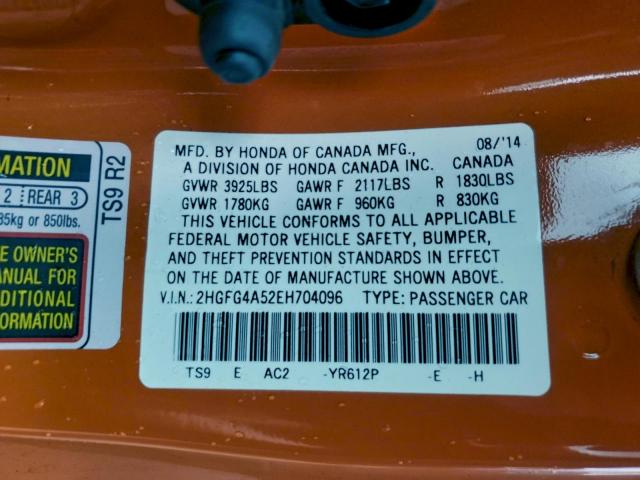 MATION
2 REAR 3
85kg or 850lbs.
E OWNER'S
ANUAL FOR
DITIONAL
FORMATION
TS9 R2
MFD. BY HONDA OF CANADA MFG., 08/'14
A DIVISION OF HONDA CANADA INC. CANADA
GVWR 3925LBS GAWR F 2117LBS R 1830LBS
GVWR 1780KG GAWR F 960KG R 830KG
THIS VEHICLE CONFORMS TO ALL APPLICABLE
FEDERAL MOTOR VEHICLE SAFETY, BUMPER,
AND THEFT PREVENTION STANDARDS IN EFFECT
ON THE DATE OF MANUFACTURE SHOWN ABOVE.
V.I.N.: 2HGFG4A52EH704096 TYPE: PASSENGER CAR
TS9 E AC2 -YR612P -E -H